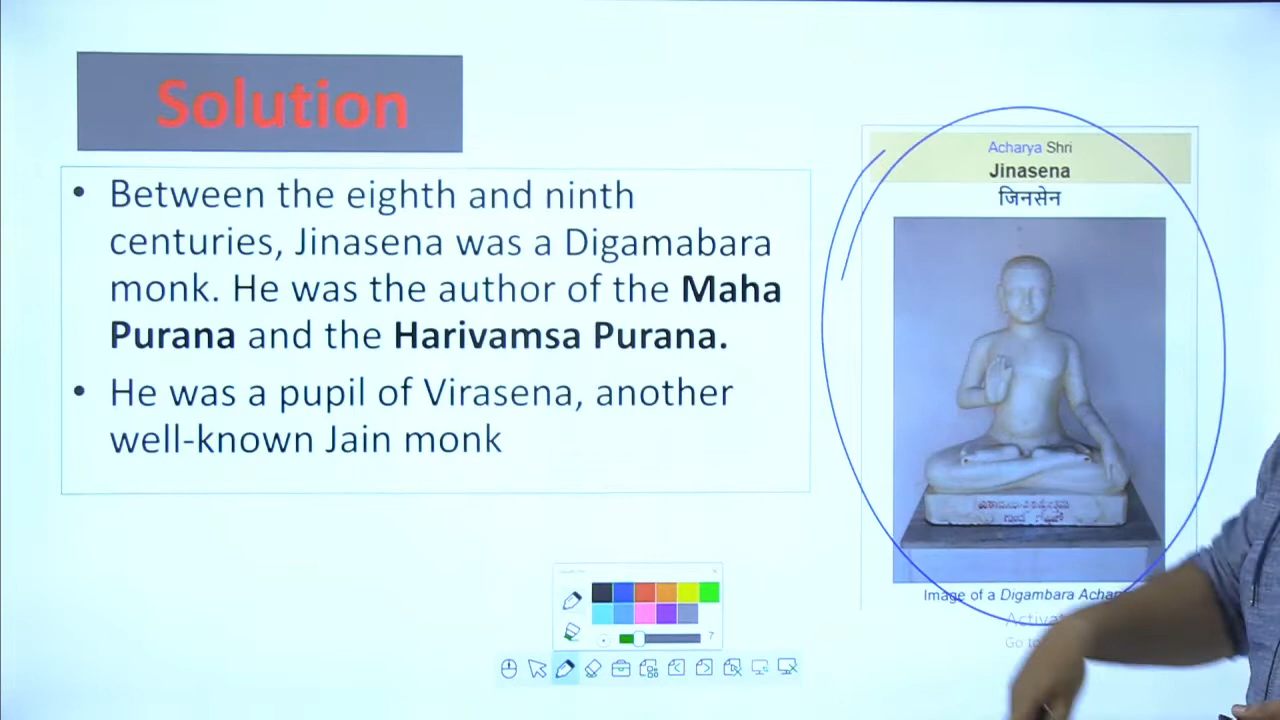 Solution
• Between the eighth and ninth
centuries, Jinasena was a Digamabara
monk. He was the author of the Maha
Purana and the Harivamsa Purana.
• He was a pupil of Virasena, another
well-known Jain monk
Acharya Shri
Jinasena
जिनसेन
Image of a Digambara
Go to
7